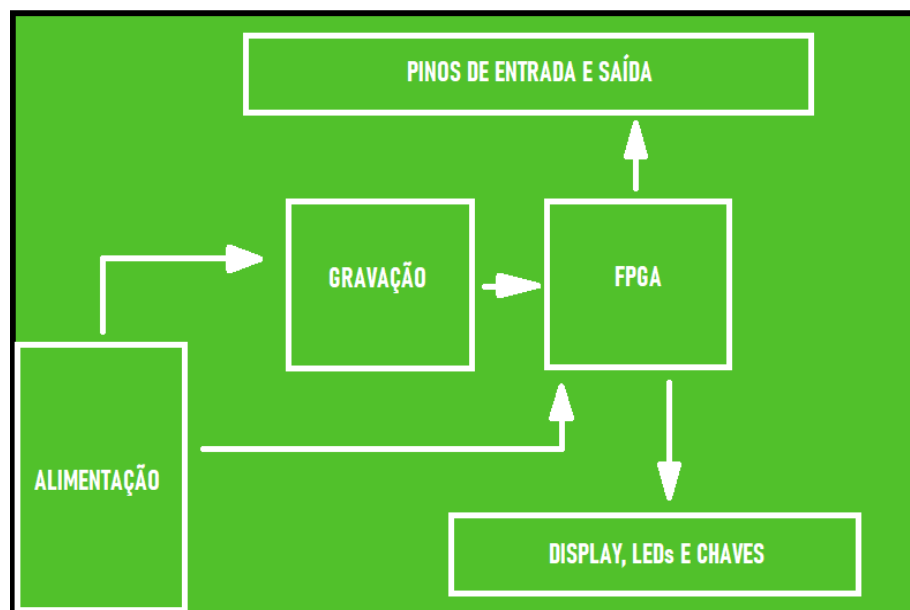 PINOS DE ENTRADA E SAÍDA
GRAVAÇÃO
FPGA
ALIMENTAÇÃO
DISPLAY, LEDs E CHAVES